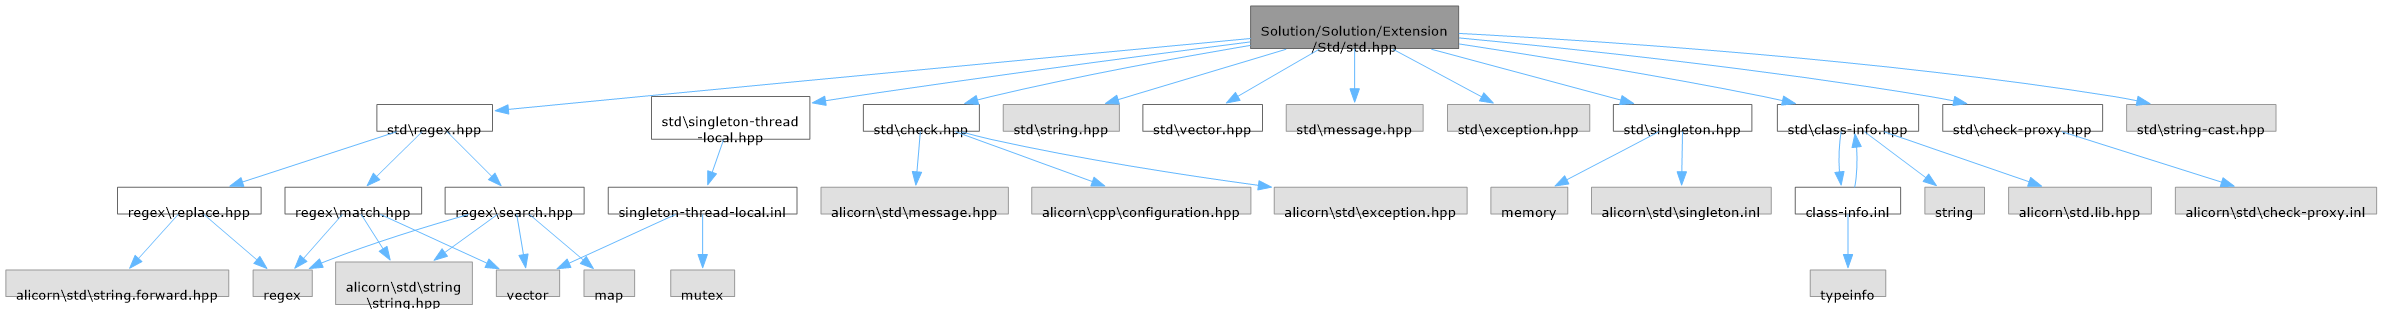 Solution/Solution/Extension
/Std/std.hpp
std\regex.hpp
std\singleton-thread
-local.hpp
std\check.hpp
std\string.hpp
std\vector.hpp
std\message.hpp
std\exception.hpp
std\singleton.hpp
std\class-info.hpp
std\check-proxy.hpp
std\string-cast.hpp
regex\replace.hpp
regex\match.hpp
regex\search.hpp
singleton-thread-local.inl
alicorn\std\message.hpp
alicorn\cpp\configuration.hpp
alicorn\std\exception.hpp
memory
alicorn\std\singleton.inl
class-info.inl
string
alicorn\std.lib.hpp
alicorn\std\check-proxy.inl
alicorn\std\string.forward.hpp
regex
alicorn\std\string
\string.hpp
vector
map
mutex
typeinfo